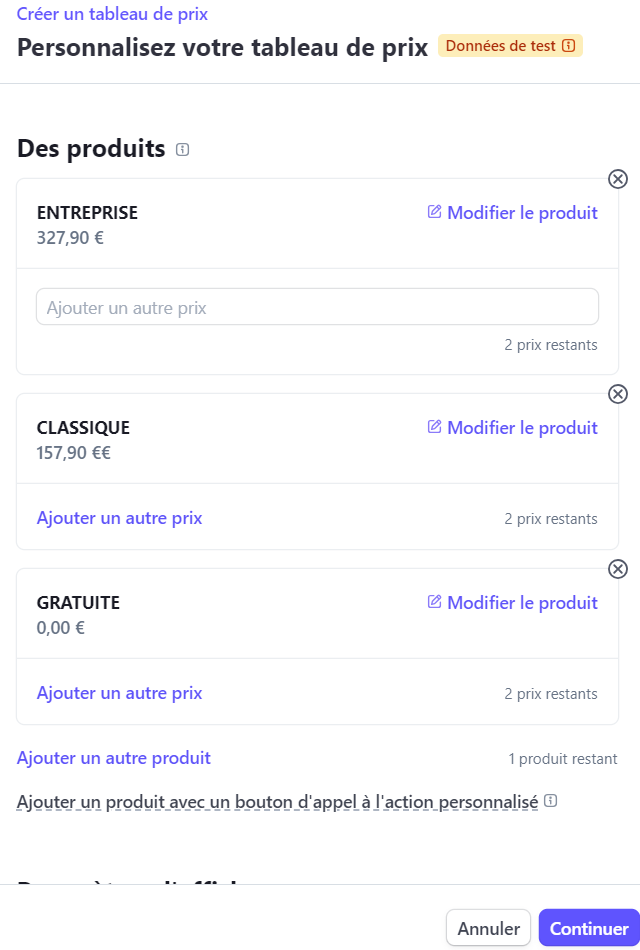 Créer un tableau de prix
Personnalisez votre tableau de prix Données de test
Des produits
ENTREPRISE Modifier le produit
327,90 €
Ajouter un autre prix
2 prix restants
CLASSIQUE Modifier le produit
157,90 €€
Ajouter un autre prix 2 prix restants
GRATUITE Modifier le produit
0,00 €
Ajouter un autre prix 2 prix restants
Ajouter un autre produit 1 produit restant
Ajouter un produit avec un bouton d'appel à l'action personnalisé
Annuler Continuer